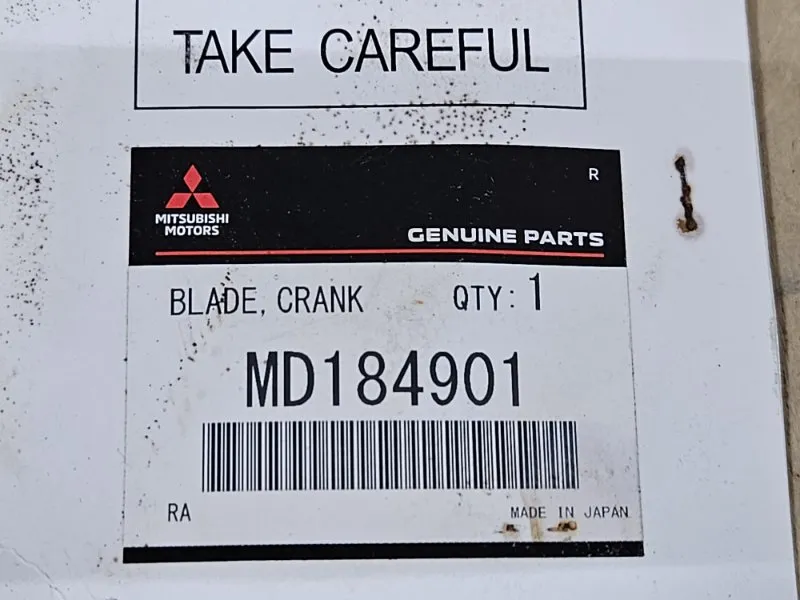 TAKE CAREFUL
R
MITSUBISHI
MOTORS
GENUINE PARTS
BLADE, CRANK QTY: 1
MD184901
RA MADE IN JAPAN